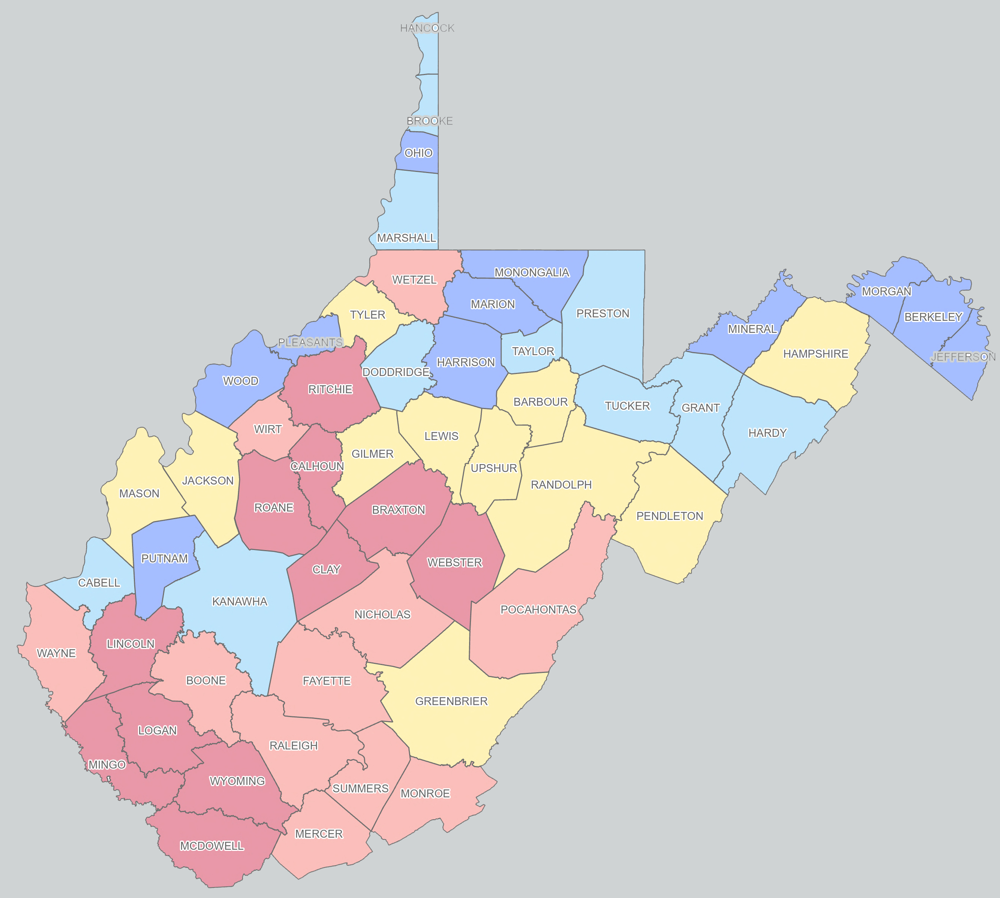 HANCOCK
BROOKE
OHIO
MARSHALL
WETZEL
MONONGALIA
MARION
PRESTON
MORGAN
BERKELEY
MINERAL
HAMPSHIRE
JEFFERSON
TYLER
PLEASANTS
TAYLOR
HARRISON
DODDRIDGE
WOOD
RITCHIE
BARBOUR
TUCKER
GRANT
HARDY
WIRT
LEWIS
GILMER
CALHOUN
UPSHUR
JACKSON
MASON
RANDOLPH
ROANE
BRAXTON
PENDLETON
PUTNAM
WEBSTER
CLAY
CABELL
KANAWHA
POCAHONTAS
NICHOLAS
LINCOLN
WAYNE
BOONE
FAYETTE
GREENBRIER
LOGAN
RALEIGH
MINGO
WYOMING
SUMMERS
MONROE
MERCER
MCDOWELL